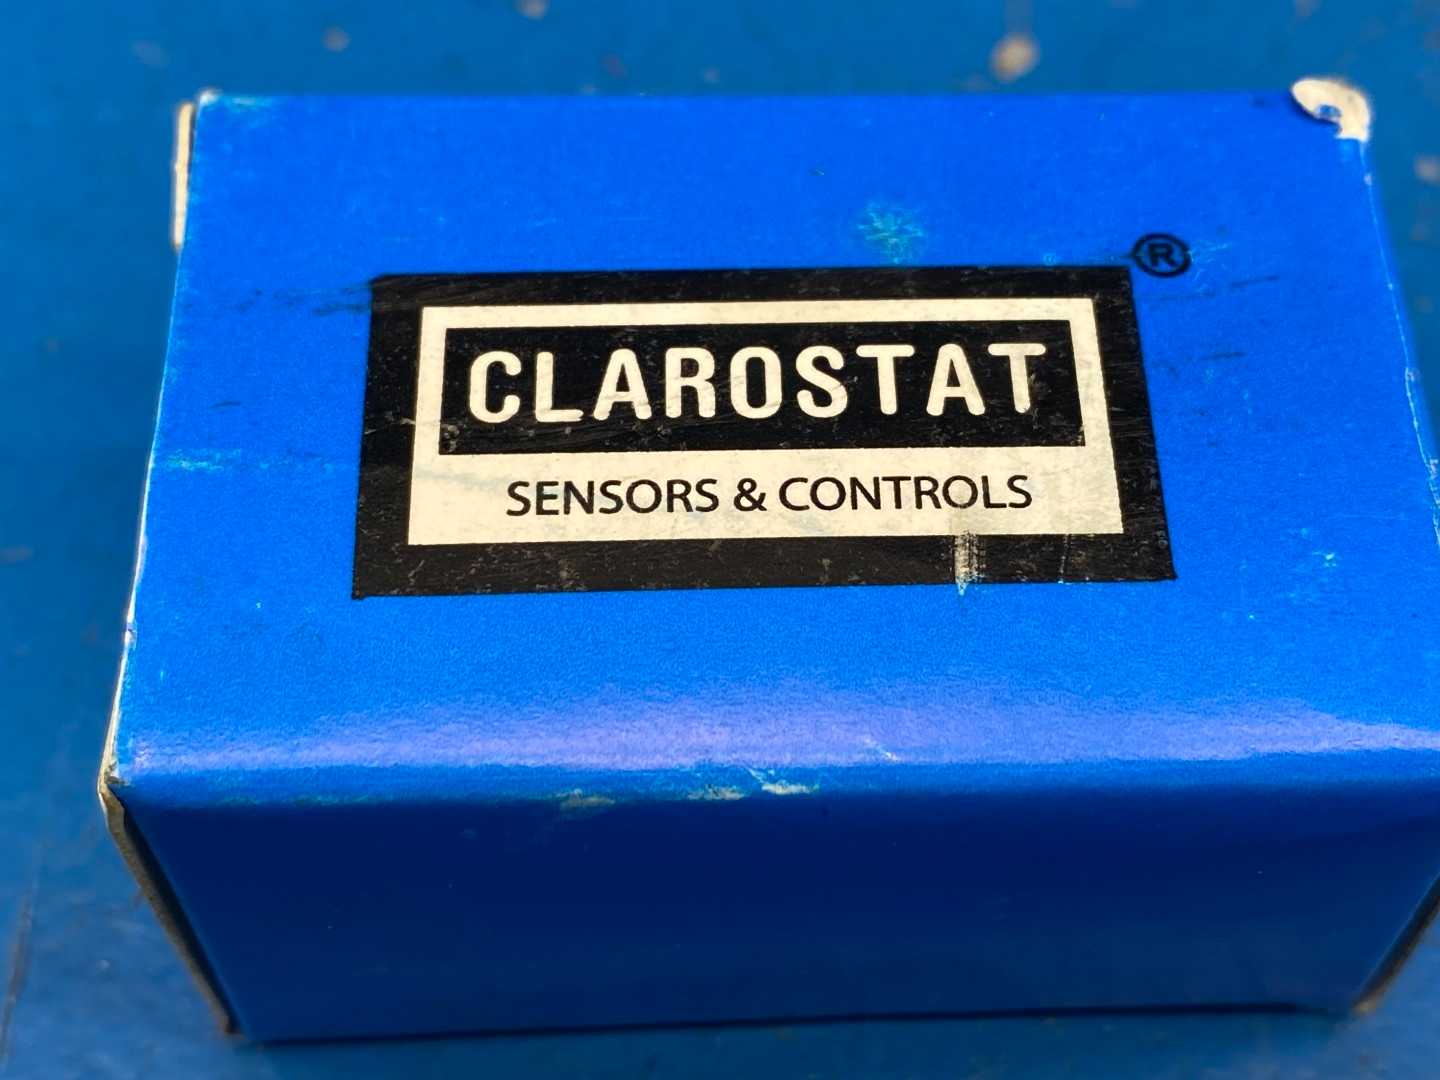 ®
CLAROSTAT
SENSORS & CONTROLS